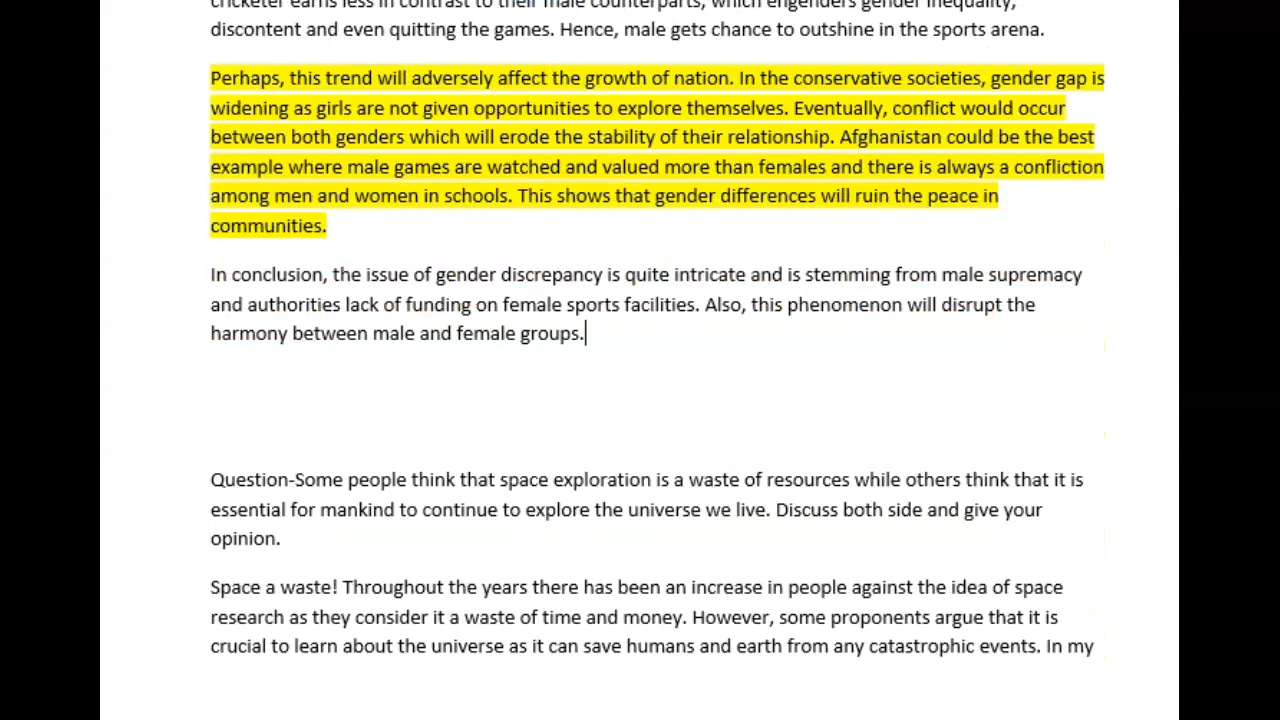 cricketer earns less in contrast to their male counterparts, which engenders gender inequality,
discontent and even quitting the games. Hence, male gets chance to outshine in the sports arena.
Perhaps, this trend will adversely affect the growth of nation. In the conservative societies, gender gap is
widening as girls are not given opportunities to explore themselves. Eventually, conflict would occur
between both genders which will erode the stability of their relationship. Afghanistan could be the best
example where male games are watched and valued more than females and there is always a confliction
among men and women in schools. This shows that gender differences will ruin the peace in
communities.
In conclusion, the issue of gender discrepancy is quite intricate and is stemming from male supremacy
and authorities lack of funding on female sports facilities. Also, this phenomenon will disrupt the
harmony between male and female groups.
Question-Some people think that space exploration is a waste of resources while others think that it is
essential for mankind to continue to explore the universe we live. Discuss both side and give your
opinion.
Space a waste! Throughout the years there has been an increase in people against the idea of space
research as they consider it a waste of time and money. However, some proponents argue that it is
crucial to learn about the universe as it can save humans and earth from any catastrophic events. In my